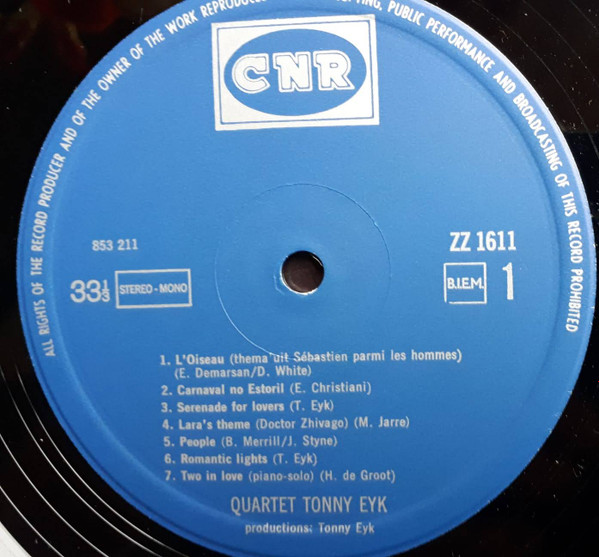 ALL RIGHTS OF THE RECORD PRODUCER AND OF THE OWNER OF THE WORK REPRODUCED PUBLIC PERFORMANCE AND BROADCASTING OF THIS RECORD PROHIBITED
CNR
853 211
ZZ 1611
33⅓ STEREO - MONO
B.I.E.M. 1
1. L'Oiseau (thema uit Sébastien parmi les hommes)
(E. Demarsan/D. White)
2. Carnaval no Estoril (E. Christiani)
3. Serenade for lovers (T. Eyk)
4. Lara's theme (Doctor Zhivago) (M. Jarre)
5. People (B. Merrill/J. Styne)
6. Romantic lights (T. Eyk)
7. Two in love (piano-solo) (H. de Groot)
QUARTET TONNY EYK
productions: Tonny Eyk